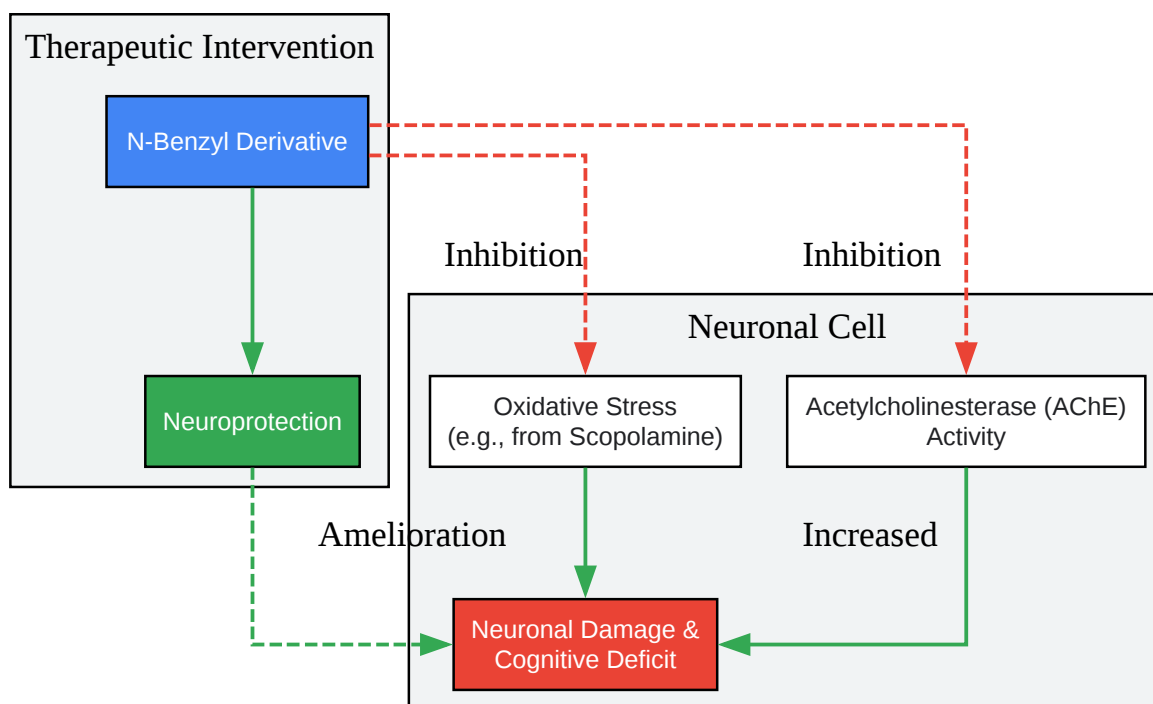 Therapeutic Intervention
N-Benzyl Derivative
Inhibition
Inhibition
Neuronal Cell
Neuroprotection
Oxidative Stress
(e.g., from Scopolamine)
Acetylcholinesterase (AChE)
Activity
Amelioration
Increased
Neuronal Damage &
Cognitive Deficit